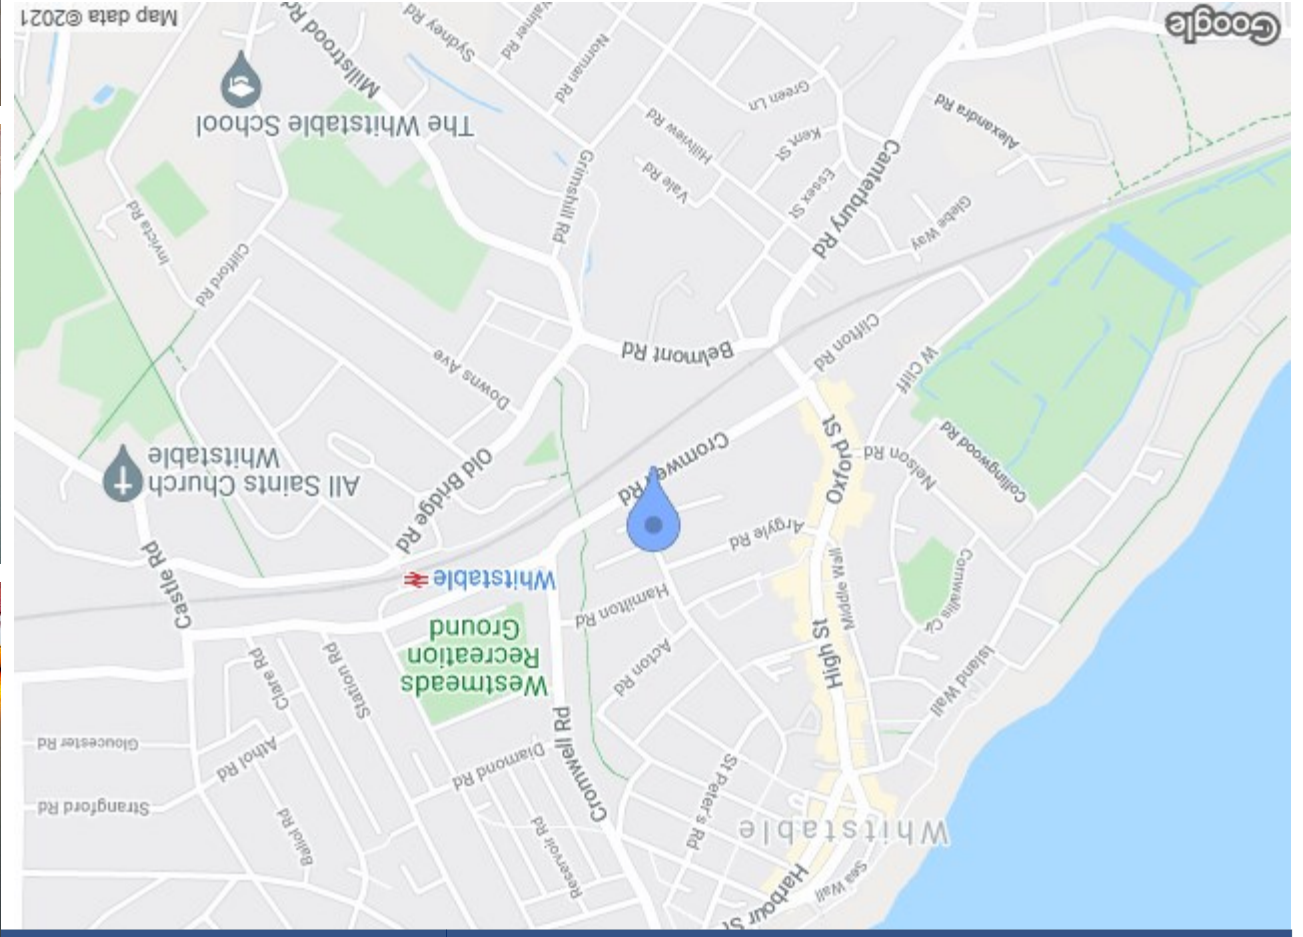 Sea Wall
Harbour St
Whitstable
Reservoir Rd
Balliol Rd
St Peter's Rd
Cromwell Rd
Strangford Rd
Diamond Rd
Athol Rd
Gloucester Rd
Island Wall
High St
Acton Rd
Westmeads
Recreation
Ground
Station Rd
Clare Rd
Cornwallis Cir
Middle Wall
Hamilton Rd
Whitstable
Castle Rd
Argyle Rd
Old Bridge Rd
Collingwood Rd
Nelson Rd
Oxford St
Cromwell Rd
All Saints Church
Whitstable
W Cliff
Downs Ave
Clifton Rd
Belmont Rd
Clifford Rd
Invicta Rd
Glebe Way
Canterbury Rd
Essex St
Vale Rd
Grimshill Rd
Kent St
Hillview Rd
The Whitstable School
Alexandra Rd
Green Ln
Norman Rd
Millstrood Rd
Sydney Rd
Google
Map data ©2021